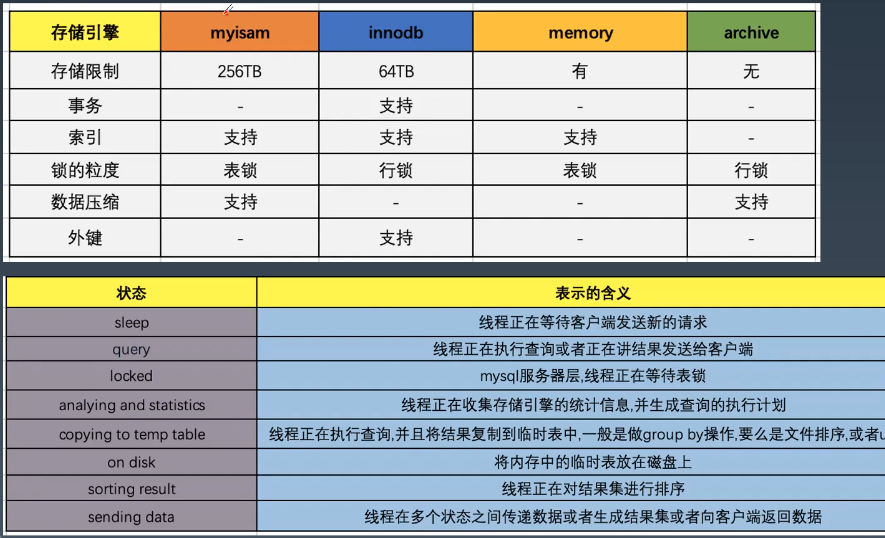 存储引擎 myisam innodb memory archive
存储限制 256TB 64TB 有 无
事务 - 支持 - -
索引 支持 支持 支持 -
锁的粒度 表锁 行锁 表锁 行锁
数据压缩 支持 - - 支持
外键 - 支持 - -
状态 表示的含义
sleep 线程正在等待客户端发送新的请求
query 线程正在执行查询或者正在讲结果发送给客户端
locked mysql服务器层,线程正在等待表锁
analying and statistics 线程正在收集存储引擎的统计信息,并生成查询的执行计划
copying to temp table 线程正在执行查询,并且将结果复制到临时表中,一般是做group by操作,要么是文件排序,或者u
on disk 将内存中的临时表放在磁盘上
sorting result 线程正在对结果集进行排序
sending data 线程在多个状态之间传递数据或者生成结果集或者向客户端返回数据